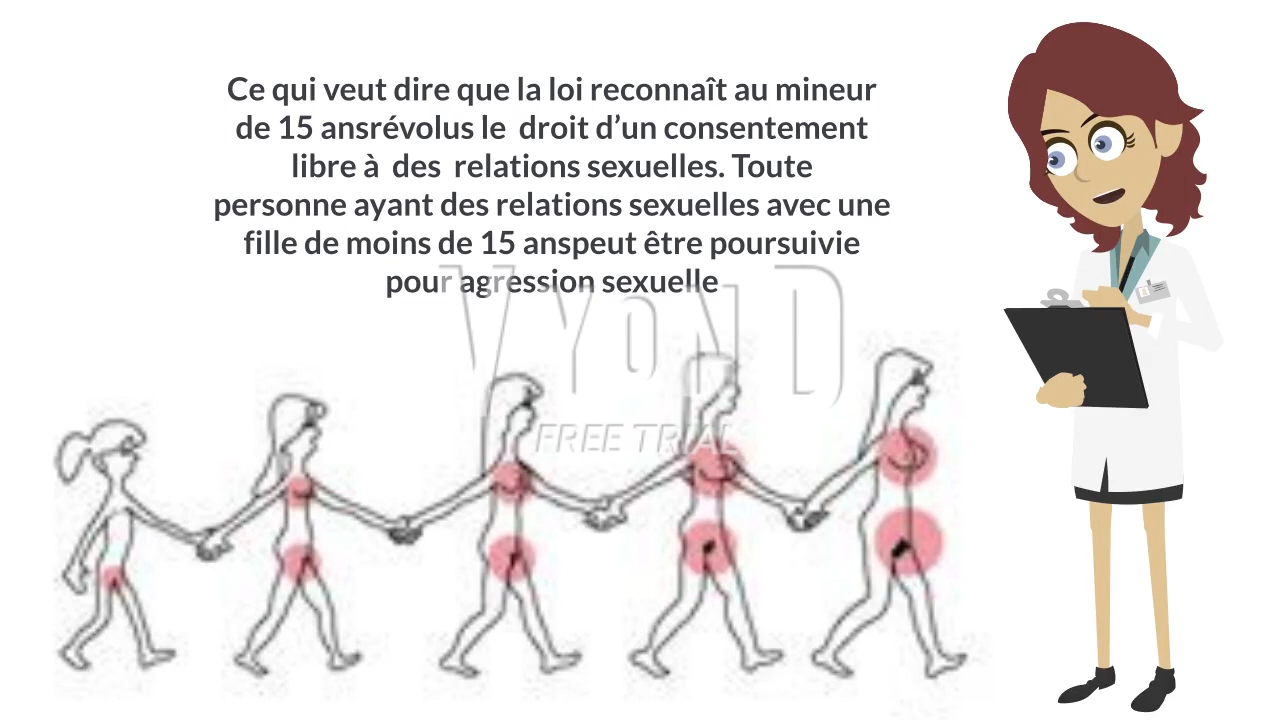 Ce qui veut dire que la loi reconnaît au mineur
de 15 ansrévolus le droit d’un consentement
libre à des relations sexuelles. Toute
personne ayant des relations sexuelles avec une
fille de moins de 15 anspeut être poursuivie
pour agression sexuelle
VYOND
FREE TRIAL